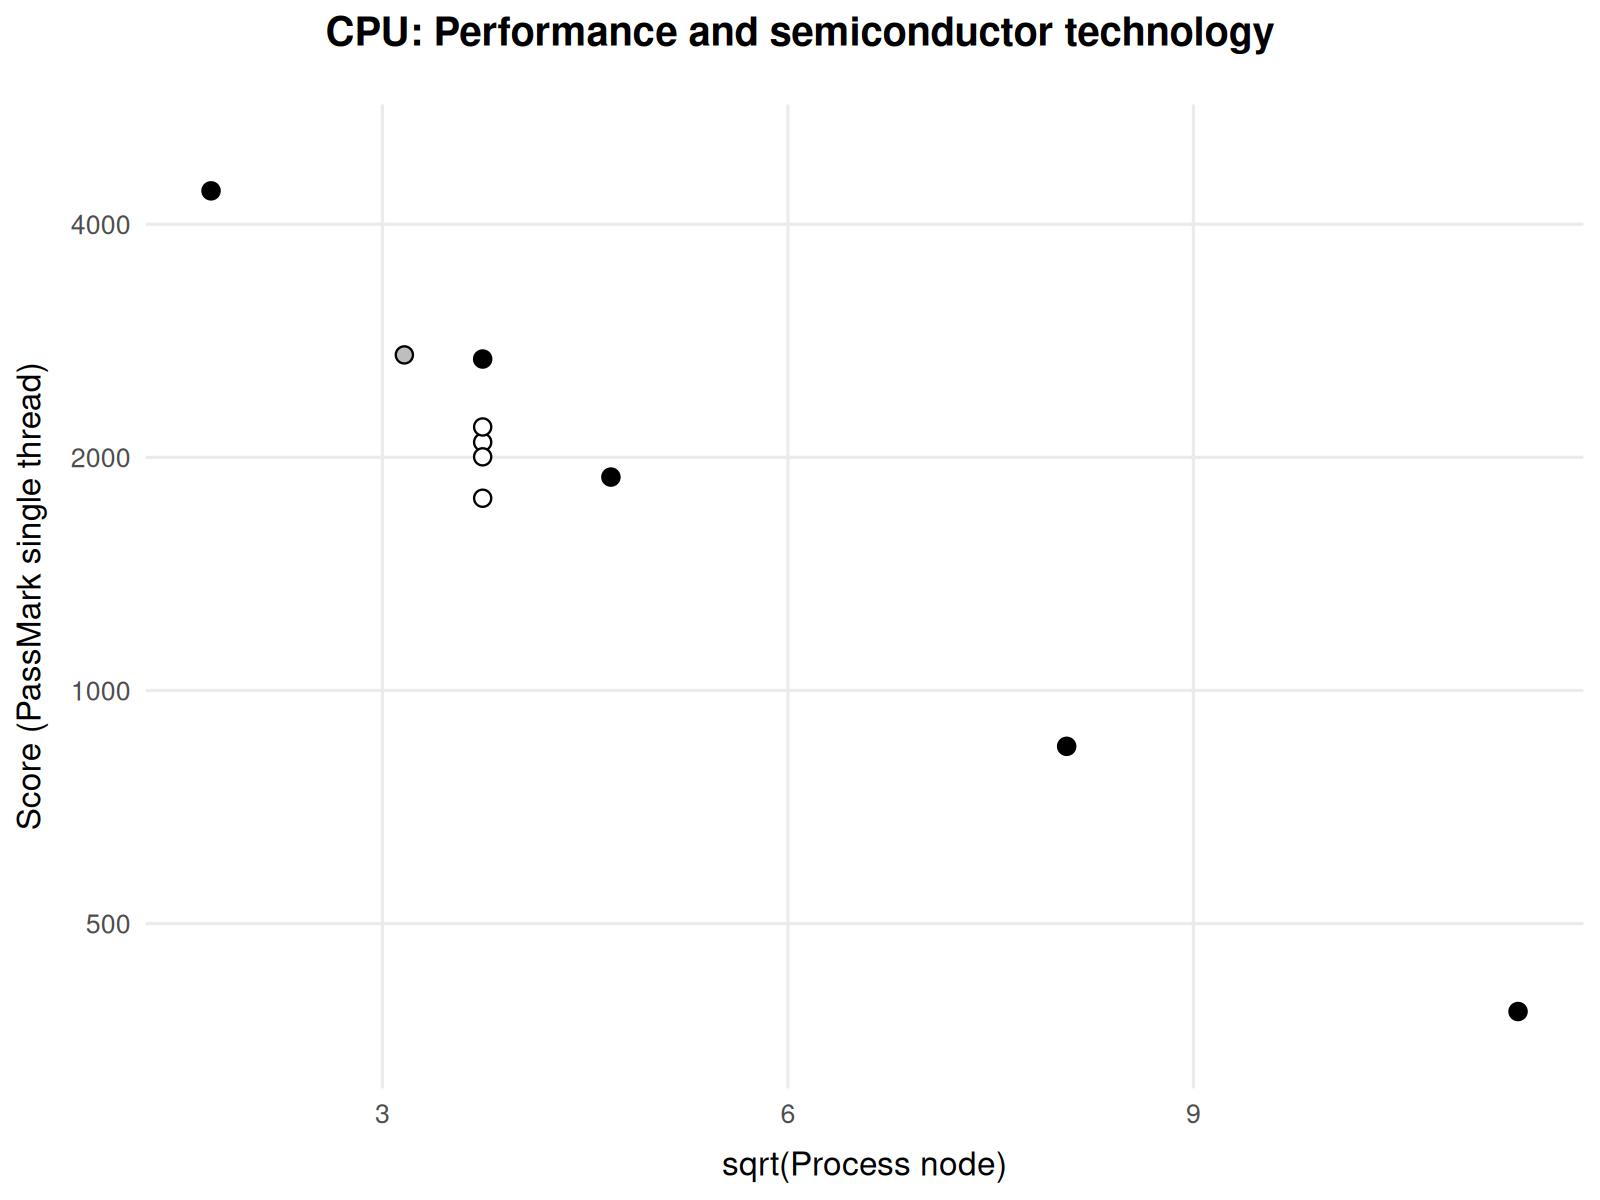 CPU: Performance and semiconductor technology
Score (PassMark single thread)
4000
2000
1000
500
3
6
9
sqrt(Process node)